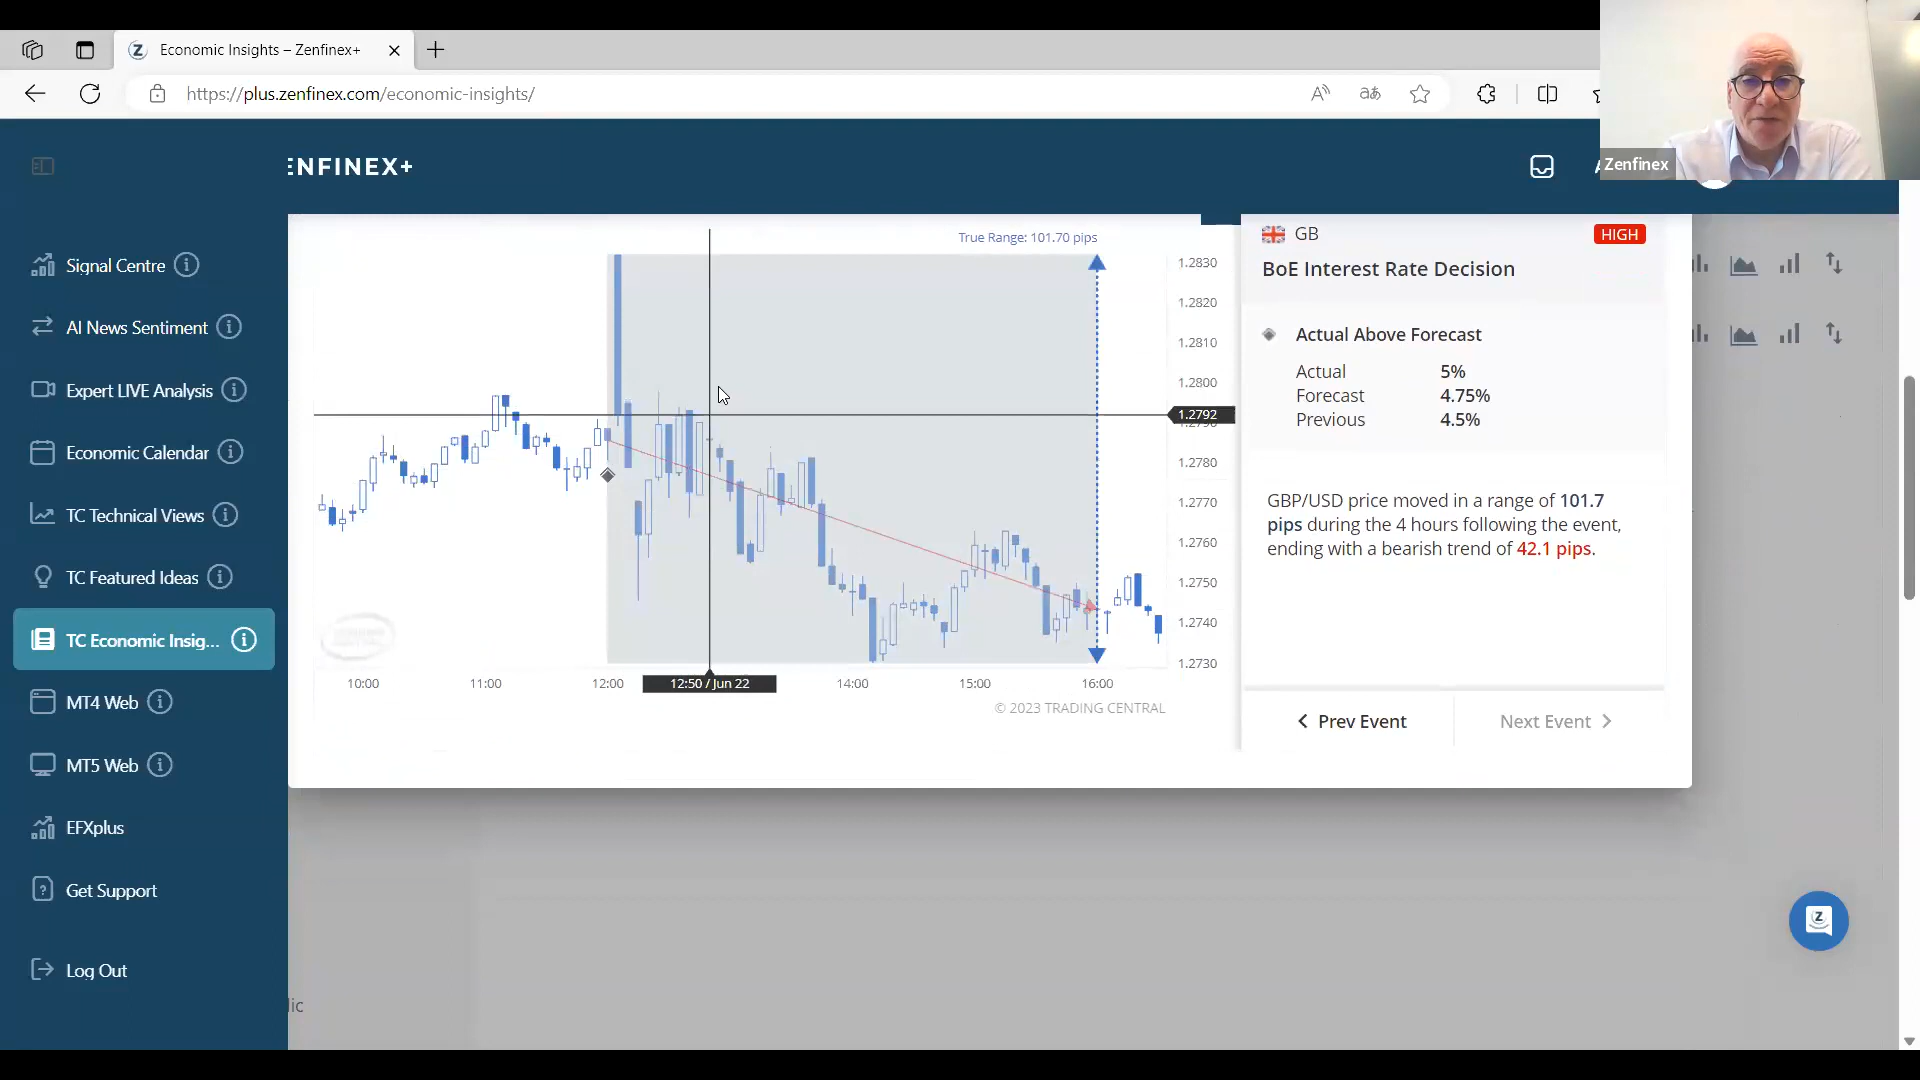 Economic Insights – Zenfinex+
https://plus.zenfinex.com/economic-insights/
Zenfinex
ENFINEX+
Signal Centre
AI News Sentiment
Expert LIVE Analysis
Economic Calendar
TC Technical Views
TC Featured Ideas
TC Economic Insig...
MT4 Web
MT5 Web
EFXplus
Get Support
Log Out
True Range: 101.70 pips
1.2830
1.2820
1.2810
1.2800
1.2792
1.2780
1.2770
1.2760
1.2750
1.2740
1.2730
10:00 11:00 12:00 12:50 / Jun 22 14:00 15:00 16:00
© 2023 TRADING CENTRAL
GB HIGH
BoE Interest Rate Decision
Actual Above Forecast
Actual 5%
Forecast 4.75%
Previous 4.5%
GBP/USD price moved in a range of 101.7
pips during the 4 hours following the event,
ending with a bearish trend of 42.1 pips.
Prev Event Next Event
lic